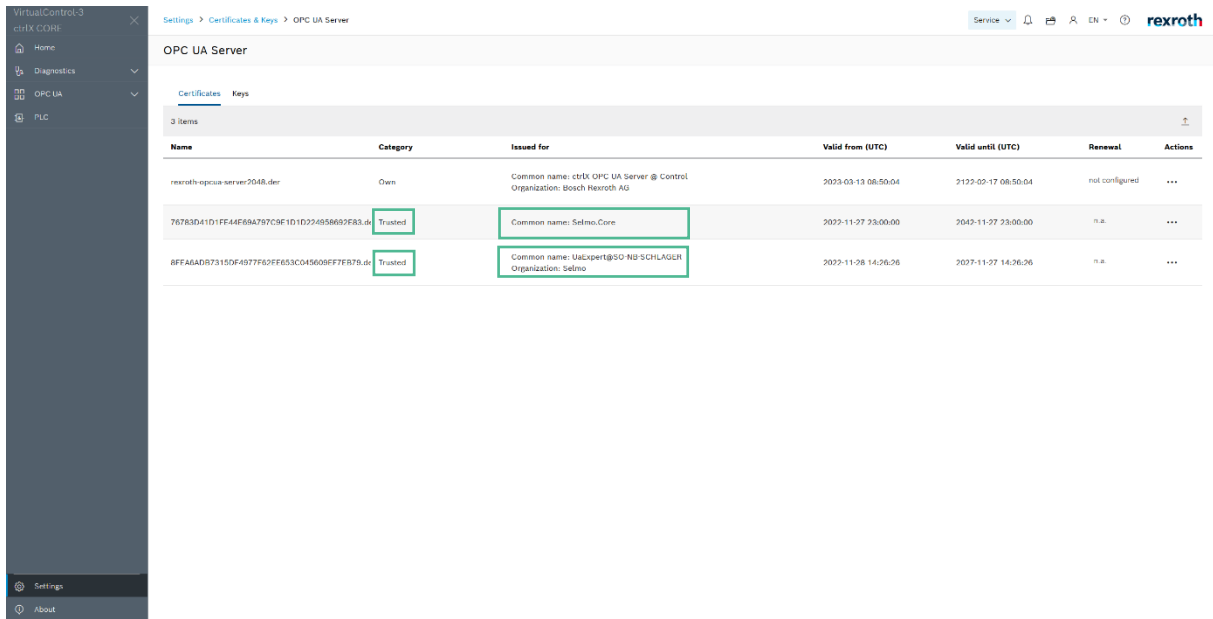 VirtualControl-3
ctrlX CORE
Home
Diagnostics
OPC UA
PLC
Settings
About
Settings > Certificates & Keys > OPC UA Server
Service
EN
rexroth
OPC UA Server
Certificates Keys
3 items
Name Category Issued for Valid from (UTC) Valid until (UTC) Renewal Actions
rexroth-opcua-server2048.der Own Common name: ctrlX OPC UA Server @ Control 2023-03-13 08:50:04 2122-02-17 08:50:04 not configured ...
Organization: Bosch Rexroth AG
76783D41D1FE44E69A797C9E1D1D224958692E83.de Trusted Common name: Selmo.Core 2022-11-27 23:00:00 2042-11-27 23:00:00 n.a. ...
8FEA6ADB7315DF4977F62EE653C045609EF7EB79.de Trusted Common name: UaExpert@SO-NB-SCHLAGER 2022-11-28 14:26:26 2027-11-27 14:26:26 n.a. ...
Organization: Selmo